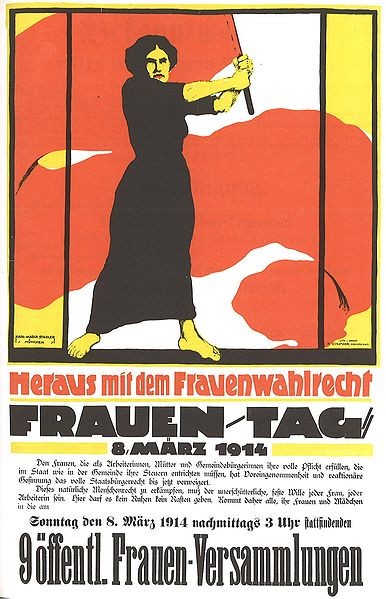 KARL MARIA STADLER
MÜNCHEN
Heraus mit dem Frauenwahlrecht
FRAUEN-TAG
8. MÄRZ 1914
Den Frauen, die als Arbeiterinnen, Mütter und Gemeindebürgerinnen ihre volle Pflicht erfüllen, die
im Staat wie in der Gemeinde ihre Steuern entrichten müssen, hat Voreingenommenheit und reaktionäre
Gesinnung das volle Staatsbürgerrecht bis jetzt verweigert.
Dieses natürliche Menschenrecht zu erkämpfen, muß der unerschütterliche, feste Wille jeder Frau, jeder
Arbeiterin sein. Hier darf es kein Ruhen kein Rasten geben. Kommt daher alle, ihr Frauen und Mädchen
in die am
Sonntag den 8. März 1914 nachmittags 3 Uhr stattfindenden
9 öffentl. Frauen-Versammlungen